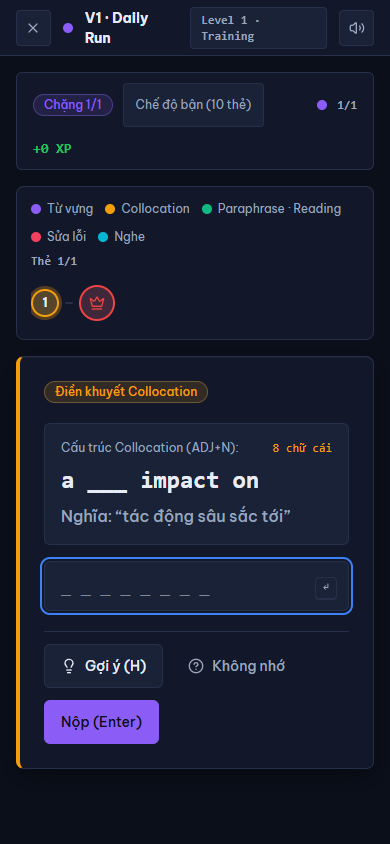 V1 · Daily
Run
Level 1 ·
Training
Chặng 1/1
Chế độ bận (10 thẻ)
1/1
+0 XP
Từ vựng
Collocation
Paraphrase · Reading
Sửa lỗi
Nghe
Thẻ 1/1
1
Điền khuyết Collocation
Cấu trúc Collocation (ADJ+N):
8 chữ cái
a ___ impact on
Nghĩa: “tác động sâu sắc tới”
_ _ _ _ _ _ _ _
↵
Gợi ý (H)
Không nhớ
Nộp (Enter)